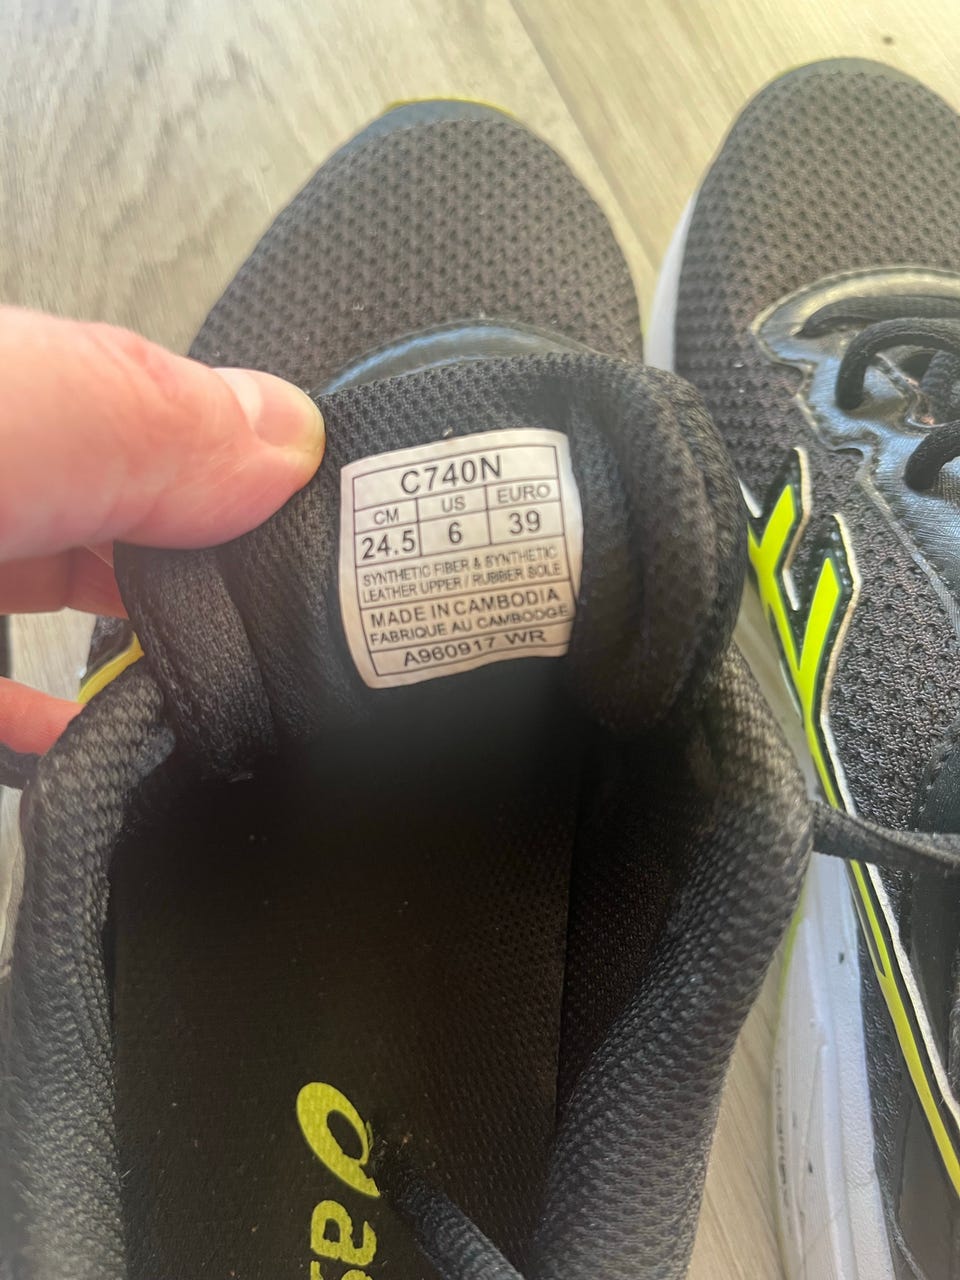 C740N
CM US EURO
24.5 6 39
SYNTHETIC FIBER & SYNTHETIC
LEATHER UPPER / RUBBER SOLE
MADE IN CAMBODIA
FABRIQUE AU CAMBODGE
A960917 WR
as